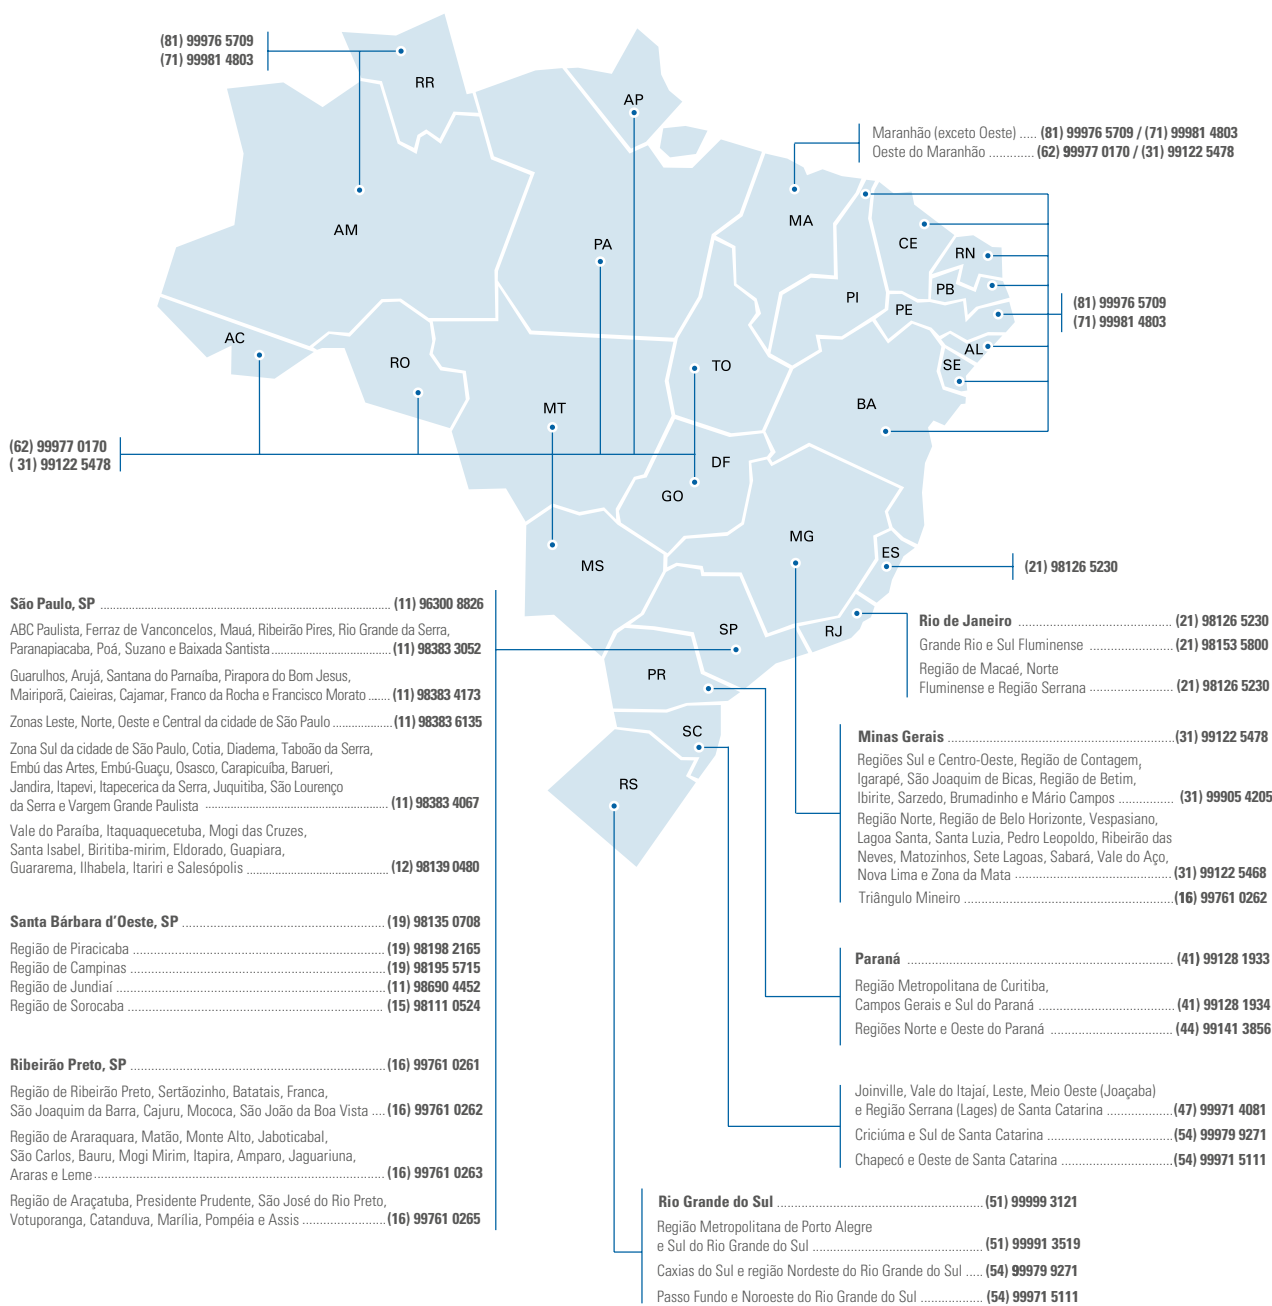 (81) 99976 5709
(71) 99981 4803
RR
AP
AM
PA
MA
PI
CE
RN
PB
PE
AL
SE
BA
AC
RO
MT
TO
DF
GO
MS
MG
ES
SP
RJ
PR
SC
RS
Maranhão (exceto Oeste) ..... (81) 99976 5709 / (71) 99981 4803
Oeste do Maranhão ............. (62) 99977 0170 / (31) 99122 5478
(81) 99976 5709
(71) 99981 4803
(62) 99977 0170
( 31) 99122 5478
(21) 98126 5230
São Paulo, SP ..... (11) 96300 8826
ABC Paulista, Ferraz de Vanconcelos, Mauá, Ribeirão Pires, Rio Grande da Serra,
Paranapiacaba, Poá, Suzano e Baixada Santista ..... (11) 98383 3052
Guarulhos, Arujá, Santana do Parnaíba, Pirapora do Bom Jesus,
Mairiporã, Caieiras, Cajamar, Franco da Rocha e Francisco Morato ..... (11) 98383 4173
Zonas Leste, Norte, Oeste e Central da cidade de São Paulo ..... (11) 98383 6135
Zona Sul da cidade de São Paulo, Cotia, Diadema, Taboão da Serra,
Embú das Artes, Embú-Guaçu, Osasco, Carapicuíba, Barueri,
Jandira, Itapevi, Itapecerica da Serra, Juquitiba, São Lourenço
da Serra e Vargem Grande Paulista ..... (11) 98383 4067
Vale do Paraíba, Itaquaquecetuba, Mogi das Cruzes,
Santa Isabel, Biritiba-mirim, Eldorado, Guapiara,
Guararema, Ilhabela, Itariri e Salesópolis ..... (12) 98139 0480
Santa Bárbara d'Oeste, SP ..... (19) 98135 0708
Região de Piracicaba ..... (19) 98198 2165
Região de Campinas ..... (19) 98195 5715
Região de Jundiaí ..... (11) 98690 4452
Região de Sorocaba ..... (15) 98111 0524
Ribeirão Preto, SP ..... (16) 99761 0261
Região de Ribeirão Preto, Sertãozinho, Batatais, Franca,
São Joaquim da Barra, Cajuru, Mococa, São João da Boa Vista .... (16) 99761 0262
Região de Araraquara, Matão, Monte Alto, Jaboticabal,
São Carlos, Bauru, Mogi Mirim, Itapira, Amparo, Jaguariuna,
Araras e Leme ..... (16) 99761 0263
Região de Araçatuba, Presidente Prudente, São José do Rio Preto,
Votuporanga, Catanduva, Marília, Pompéia e Assis ..... (16) 99761 0265
Rio de Janeiro ..... (21) 98126 5230
Grande Rio e Sul Fluminense ..... (21) 98153 5800
Região de Macaé, Norte
Fluminense e Região Serrana ..... (21) 98126 5230
Minas Gerais ..... (31) 99122 5478
Regiões Sul e Centro-Oeste, Região de Contagem,
Igarapé, São Joaquim de Bicas, Região de Betim,
Ibirite, Sarzedo, Brumadinho e Mário Campos ..... (31) 99905 4205
Região Norte, Região de Belo Horizonte, Vespasiano,
Lagoa Santa, Santa Luzia, Pedro Leopoldo, Ribeirão das
Neves, Matozinhos, Sete Lagoas, Sabará, Vale do Aço,
Nova Lima e Zona da Mata ..... (31) 99122 5468
Triângulo Mineiro ..... (16) 99761 0262
Paraná ..... (41) 99128 1933
Região Metropolitana de Curitiba,
Campos Gerais e Sul do Paraná ..... (41) 99128 1934
Regiões Norte e Oeste do Paraná ..... (44) 99141 3856
Joinville, Vale do Itajaí, Leste, Meio Oeste (Joaçaba)
e Região Serrana (Lages) de Santa Catarina ..... (47) 99971 4081
Criciúma e Sul de Santa Catarina ..... (54) 99979 9271
Chapecó e Oeste de Santa Catarina ..... (54) 99971 5111
Rio Grande do Sul ..... (51) 99999 3121
Região Metropolitana de Porto Alegre
e Sul do Rio Grande do Sul ..... (51) 99991 3519
Caxias do Sul e região Nordeste do Rio Grande do Sul ..... (54) 99979 9271
Passo Fundo e Noroeste do Rio Grande do Sul ..... (54) 99971 5111